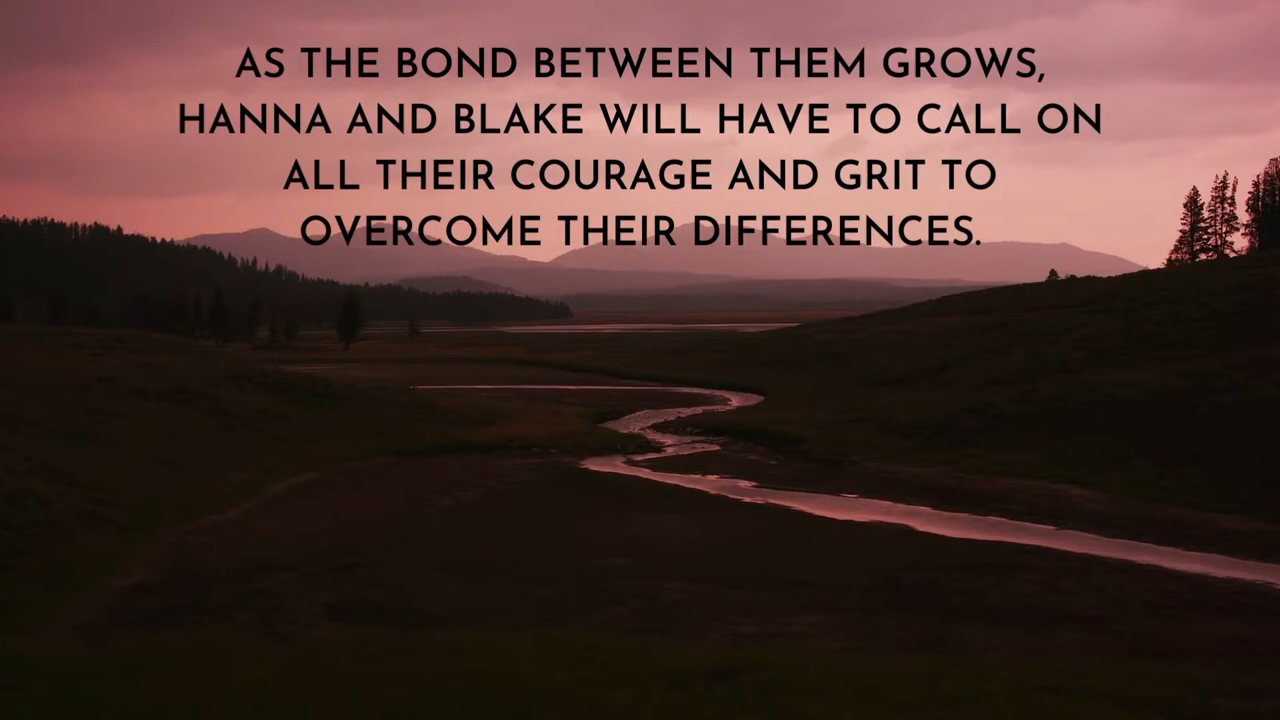 AS THE BOND BETWEEN THEM GROWS,
HANNA AND BLAKE WILL HAVE TO CALL ON
ALL THEIR COURAGE AND GRIT TO
OVERCOME THEIR DIFFERENCES.